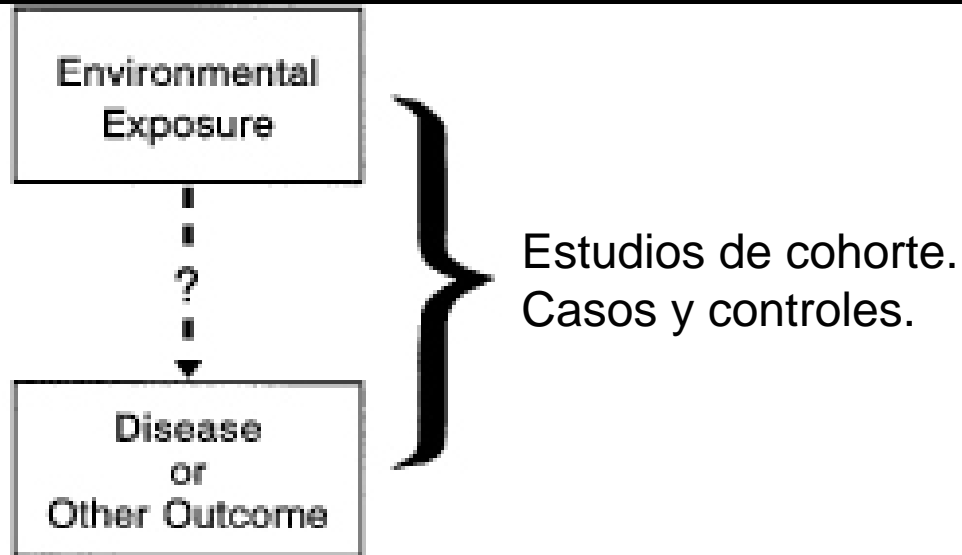 Environmental
Exposure
?
Estudios de cohorte.
Casos y controles.
Disease
or
Other Outcome